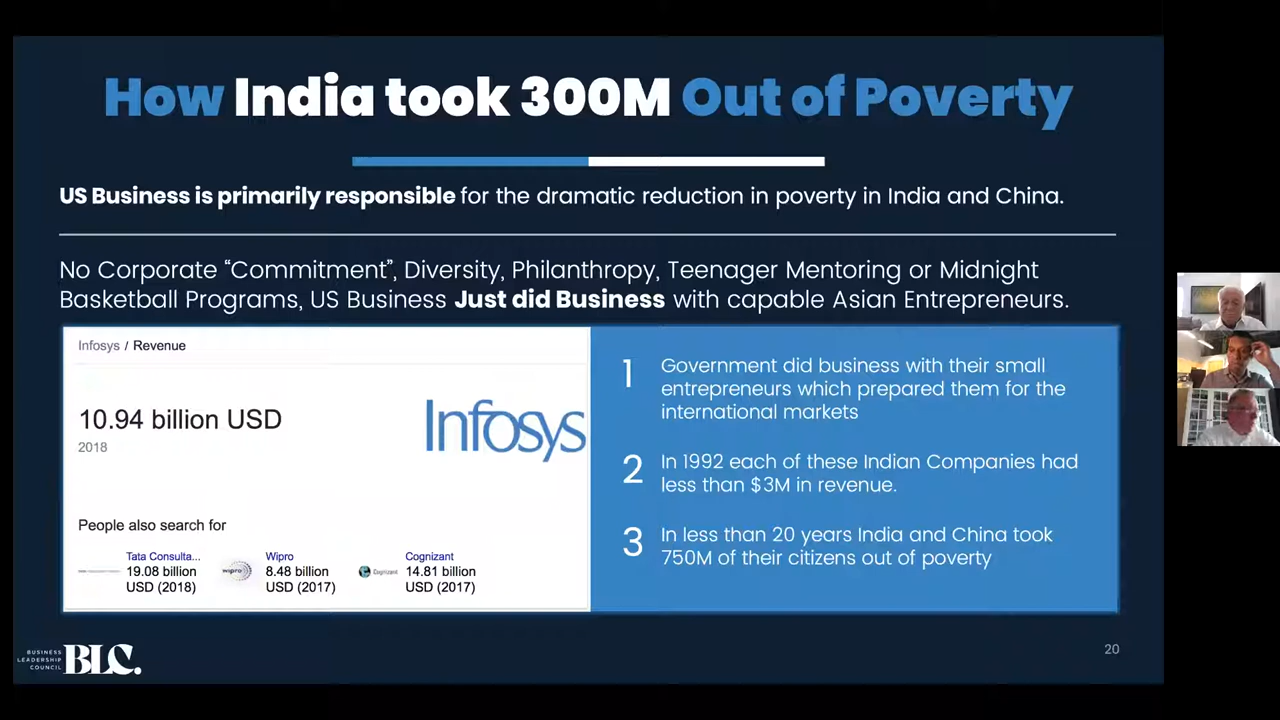 How India took 300M Out of Poverty
US Business is primarily responsible for the dramatic reduction in poverty in India and China.
No Corporate “Commitment”, Diversity, Philanthropy, Teenager Mentoring or Midnight
Basketball Programs, US Business Just did Business with capable Asian Entrepreneurs.
Infosys / Revenue
10.94 billion USD
2018
Infosys
People also search for
Tata Consulta...
19.08 billion
USD (2018)
wipro
Wipro
8.48 billion
USD (2017)
Cognizant
Cognizant
14.81 billion
USD (2017)
1
Government did business with their small
entrepreneurs which prepared them for the
international markets
2
In 1992 each of these Indian Companies had
less than $3M in revenue.
3
In less than 20 years India and China took
750M of their citizens out of poverty
BUSINESS
LEADERSHIP
COUNCIL
BLC.
20